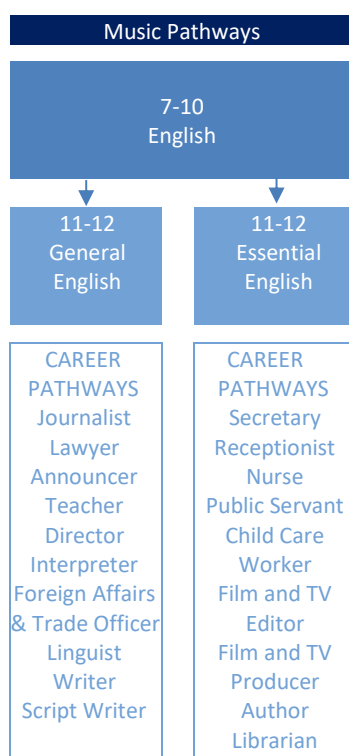 Music Pathways
7-10
English
11-12
General
English
11-12
Essential
English
CAREER
PATHWAYS
Journalist
Lawyer
Announcer
Teacher
Director
Interpreter
Foreign Affairs
& Trade Officer
Linguist
Writer
Script Writer
CAREER
PATHWAYS
Secretary
Receptionist
Nurse
Public Servant
Child Care
Worker
Film and TV
Editor
Film and TV
Producer
Author
Librarian